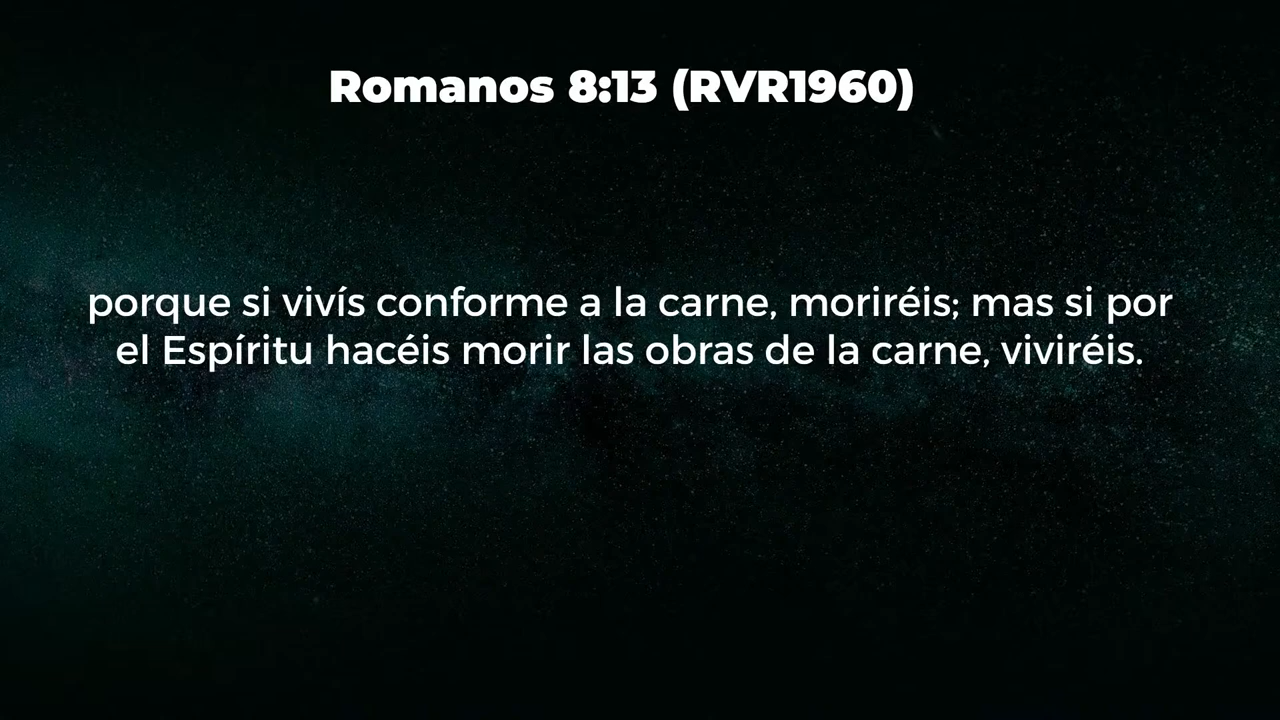 Romanos 8:13 (RVR1960)
porque si vivís conforme a la carne, moriréis; mas si por
el Espíritu hacéis morir las obras de la carne, viviréis.